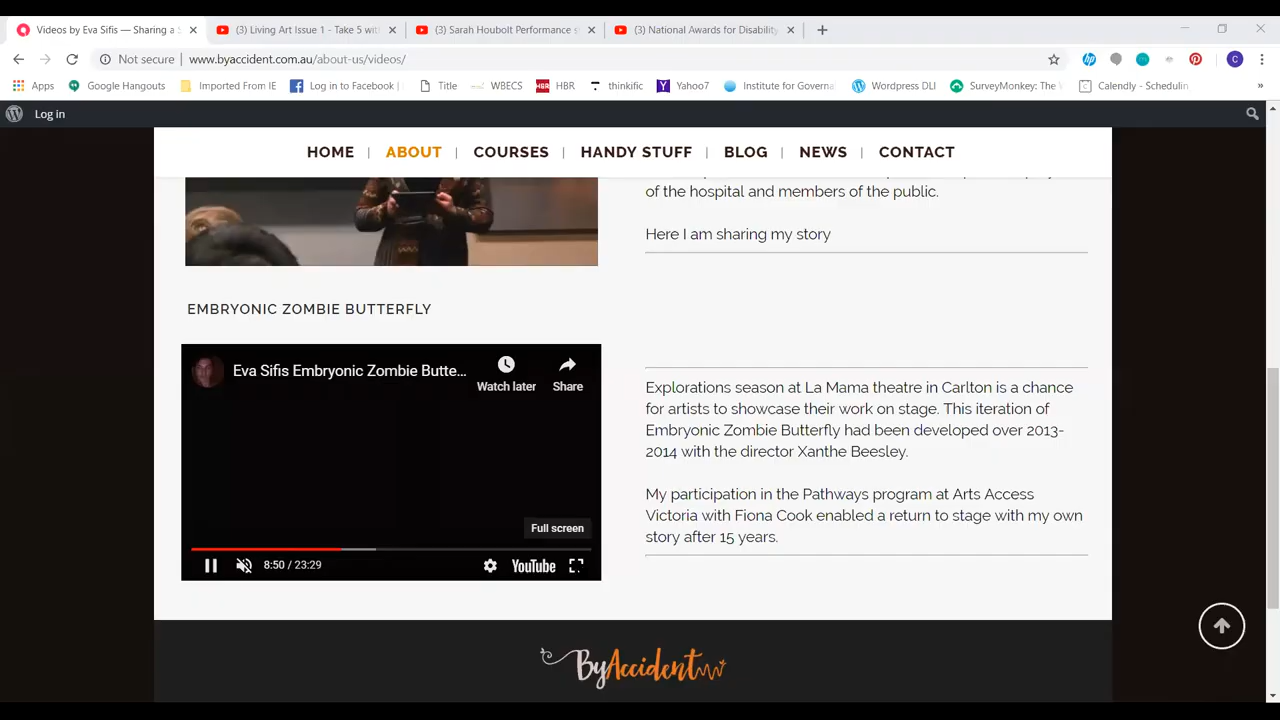 Videos by Eva Sifis — Sharing a S
(3) Living Art Issue 1 - Take 5 wit
(3) Sarah Houbolt Performance s
(3) National Awards for Disability
Not secure
www.byaccident.com.au/about-us/videos/
C
Apps
Google Hangouts
Imported From IE
Log in to Facebook |
Title
WBECS
HBR
thinkific
Yahoo7
Institute for Governa
Wordpress DLI
SurveyMonkey: The
Calendly - Schedulin
»
Log in
HOME | ABOUT | COURSES | HANDY STUFF | BLOG | NEWS | CONTACT
of the hospital and members of the public.
Here I am sharing my story
EMBRYONIC ZOMBIE BUTTERFLY
Eva Sifis Embryonic Zombie Butte...
Watch later
Share
Full screen
8:50 / 23:29
YouTube
Explorations season at La Mama theatre in Carlton is a chance
for artists to showcase their work on stage. This iteration of
Embryonic Zombie Butterfly had been developed over 2013-
2014 with the director Xanthe Beesley.
My participation in the Pathways program at Arts Access
Victoria with Fiona Cook enabled a return to stage with my own
story after 15 years.
ByAccident